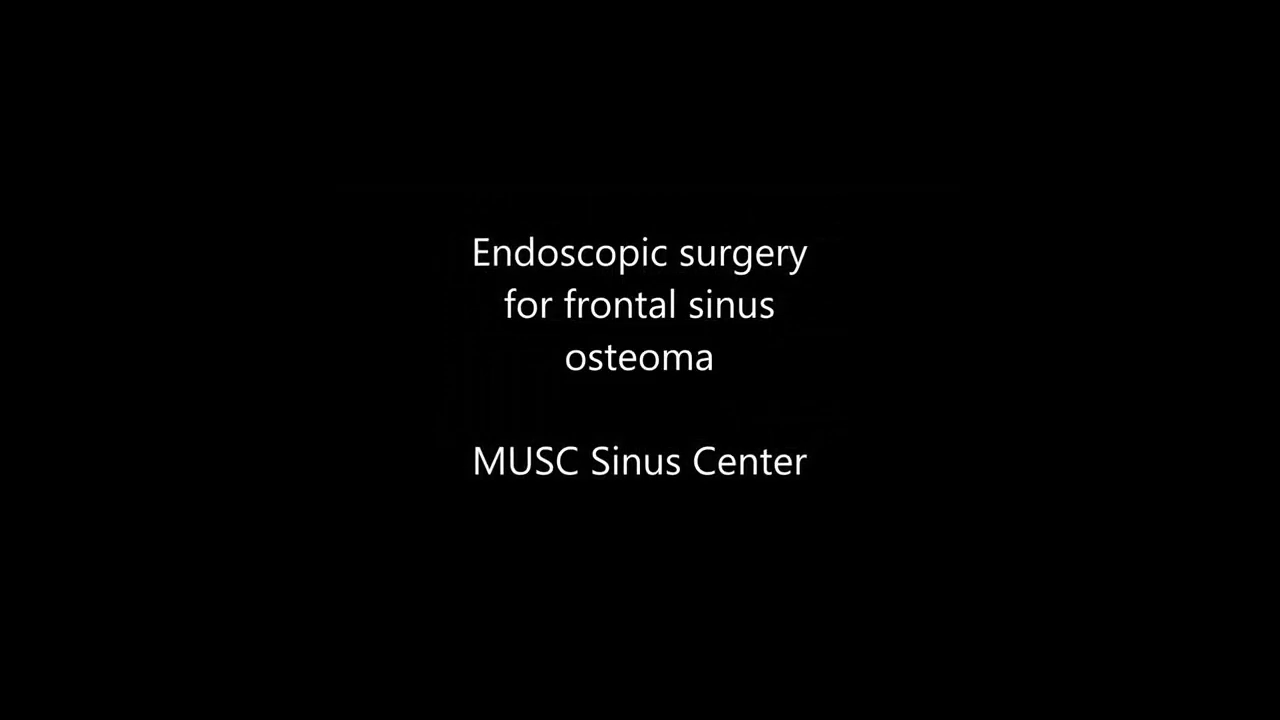 Endoscopic surgery
for frontal sinus
osteoma
MUSC Sinus Center